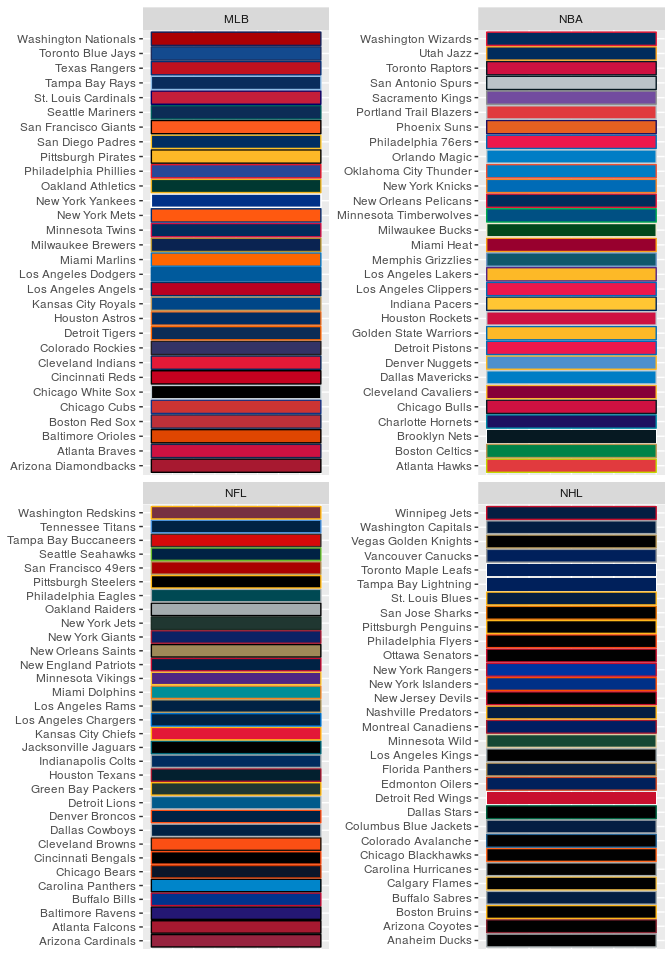 MLB
Washington Nationals
Toronto Blue Jays
Texas Rangers
Tampa Bay Rays
St. Louis Cardinals
Seattle Mariners
San Francisco Giants
San Diego Padres
Pittsburgh Pirates
Philadelphia Phillies
Oakland Athletics
New York Yankees
New York Mets
Minnesota Twins
Milwaukee Brewers
Miami Marlins
Los Angeles Dodgers
Los Angeles Angels
Kansas City Royals
Houston Astros
Detroit Tigers
Colorado Rockies
Cleveland Indians
Cincinnati Reds
Chicago White Sox
Chicago Cubs
Boston Red Sox
Baltimore Orioles
Atlanta Braves
Arizona Diamondbacks
NBA
Washington Wizards
Utah Jazz
Toronto Raptors
San Antonio Spurs
Sacramento Kings
Portland Trail Blazers
Phoenix Suns
Philadelphia 76ers
Orlando Magic
Oklahoma City Thunder
New York Knicks
New Orleans Pelicans
Minnesota Timberwolves
Milwaukee Bucks
Miami Heat
Memphis Grizzlies
Los Angeles Lakers
Los Angeles Clippers
Indiana Pacers
Houston Rockets
Golden State Warriors
Detroit Pistons
Denver Nuggets
Dallas Mavericks
Cleveland Cavaliers
Chicago Bulls
Charlotte Hornets
Brooklyn Nets
Boston Celtics
Atlanta Hawks
NFL
Washington Redskins
Tennessee Titans
Tampa Bay Buccaneers
Seattle Seahawks
San Francisco 49ers
Pittsburgh Steelers
Philadelphia Eagles
Oakland Raiders
New York Jets
New York Giants
New Orleans Saints
New England Patriots
Minnesota Vikings
Miami Dolphins
Los Angeles Rams
Los Angeles Chargers
Kansas City Chiefs
Jacksonville Jaguars
Indianapolis Colts
Houston Texans
Green Bay Packers
Detroit Lions
Denver Broncos
Dallas Cowboys
Cleveland Browns
Cincinnati Bengals
Chicago Bears
Carolina Panthers
Buffalo Bills
Baltimore Ravens
Atlanta Falcons
Arizona Cardinals
NHL
Winnipeg Jets
Washington Capitals
Vegas Golden Knights
Vancouver Canucks
Toronto Maple Leafs
Tampa Bay Lightning
St. Louis Blues
San Jose Sharks
Pittsburgh Penguins
Philadelphia Flyers
Ottawa Senators
New York Rangers
New York Islanders
New Jersey Devils
Nashville Predators
Montreal Canadiens
Minnesota Wild
Los Angeles Kings
Florida Panthers
Edmonton Oilers
Detroit Red Wings
Dallas Stars
Columbus Blue Jackets
Colorado Avalanche
Chicago Blackhawks
Carolina Hurricanes
Calgary Flames
Buffalo Sabres
Boston Bruins
Arizona Coyotes
Anaheim Ducks